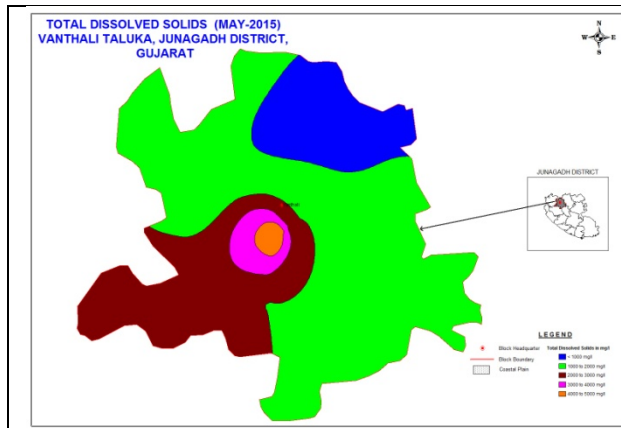 TOTAL DISSOLVED SOLIDS (MAY-2015)
VANTHALI TALUKA, JUNAGADH DISTRICT,
GUJARAT
N
W E
S
JUNAGADH DISTRICT
LEGEND
Block Headquarter
Block Boundary
Coastal Plain
Total Dissolved Solids in mg/l
< 1000 mg/l
1000 to 2000 mg/l
2000 to 3000 mg/l
3000 to 4000 mg/l
4000 to 5000 mg/l